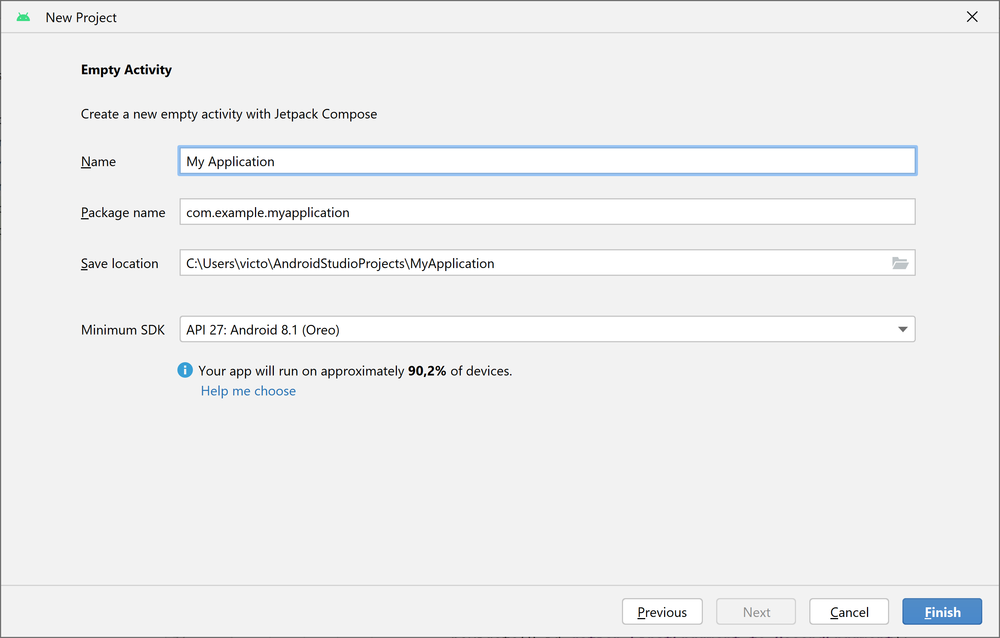 New Project
Empty Activity
Create a new empty activity with Jetpack Compose
Name My Application
Package name com.example.myapplication
Save location C:\Users\victo\AndroidStudioProjects\MyApplication
Minimum SDK API 27: Android 8.1 (Oreo)
Your app will run on approximately 90,2% of devices.
Help me choose
Previous Next Cancel Finish